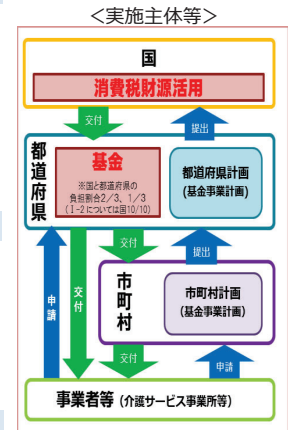 ＜実施主体等＞
国
消費税財源活用
交付
提出
都道府県
基金
※国と都道府県の
負担割合2／3、1／3
（Ⅰ-2については国10/10）
都道府県計画
(基金事業計画)
交付
提出
申請
交付
市町村
市町村計画
(基金事業計画)
交付
申請
事業者等（介護サービス事業所等）